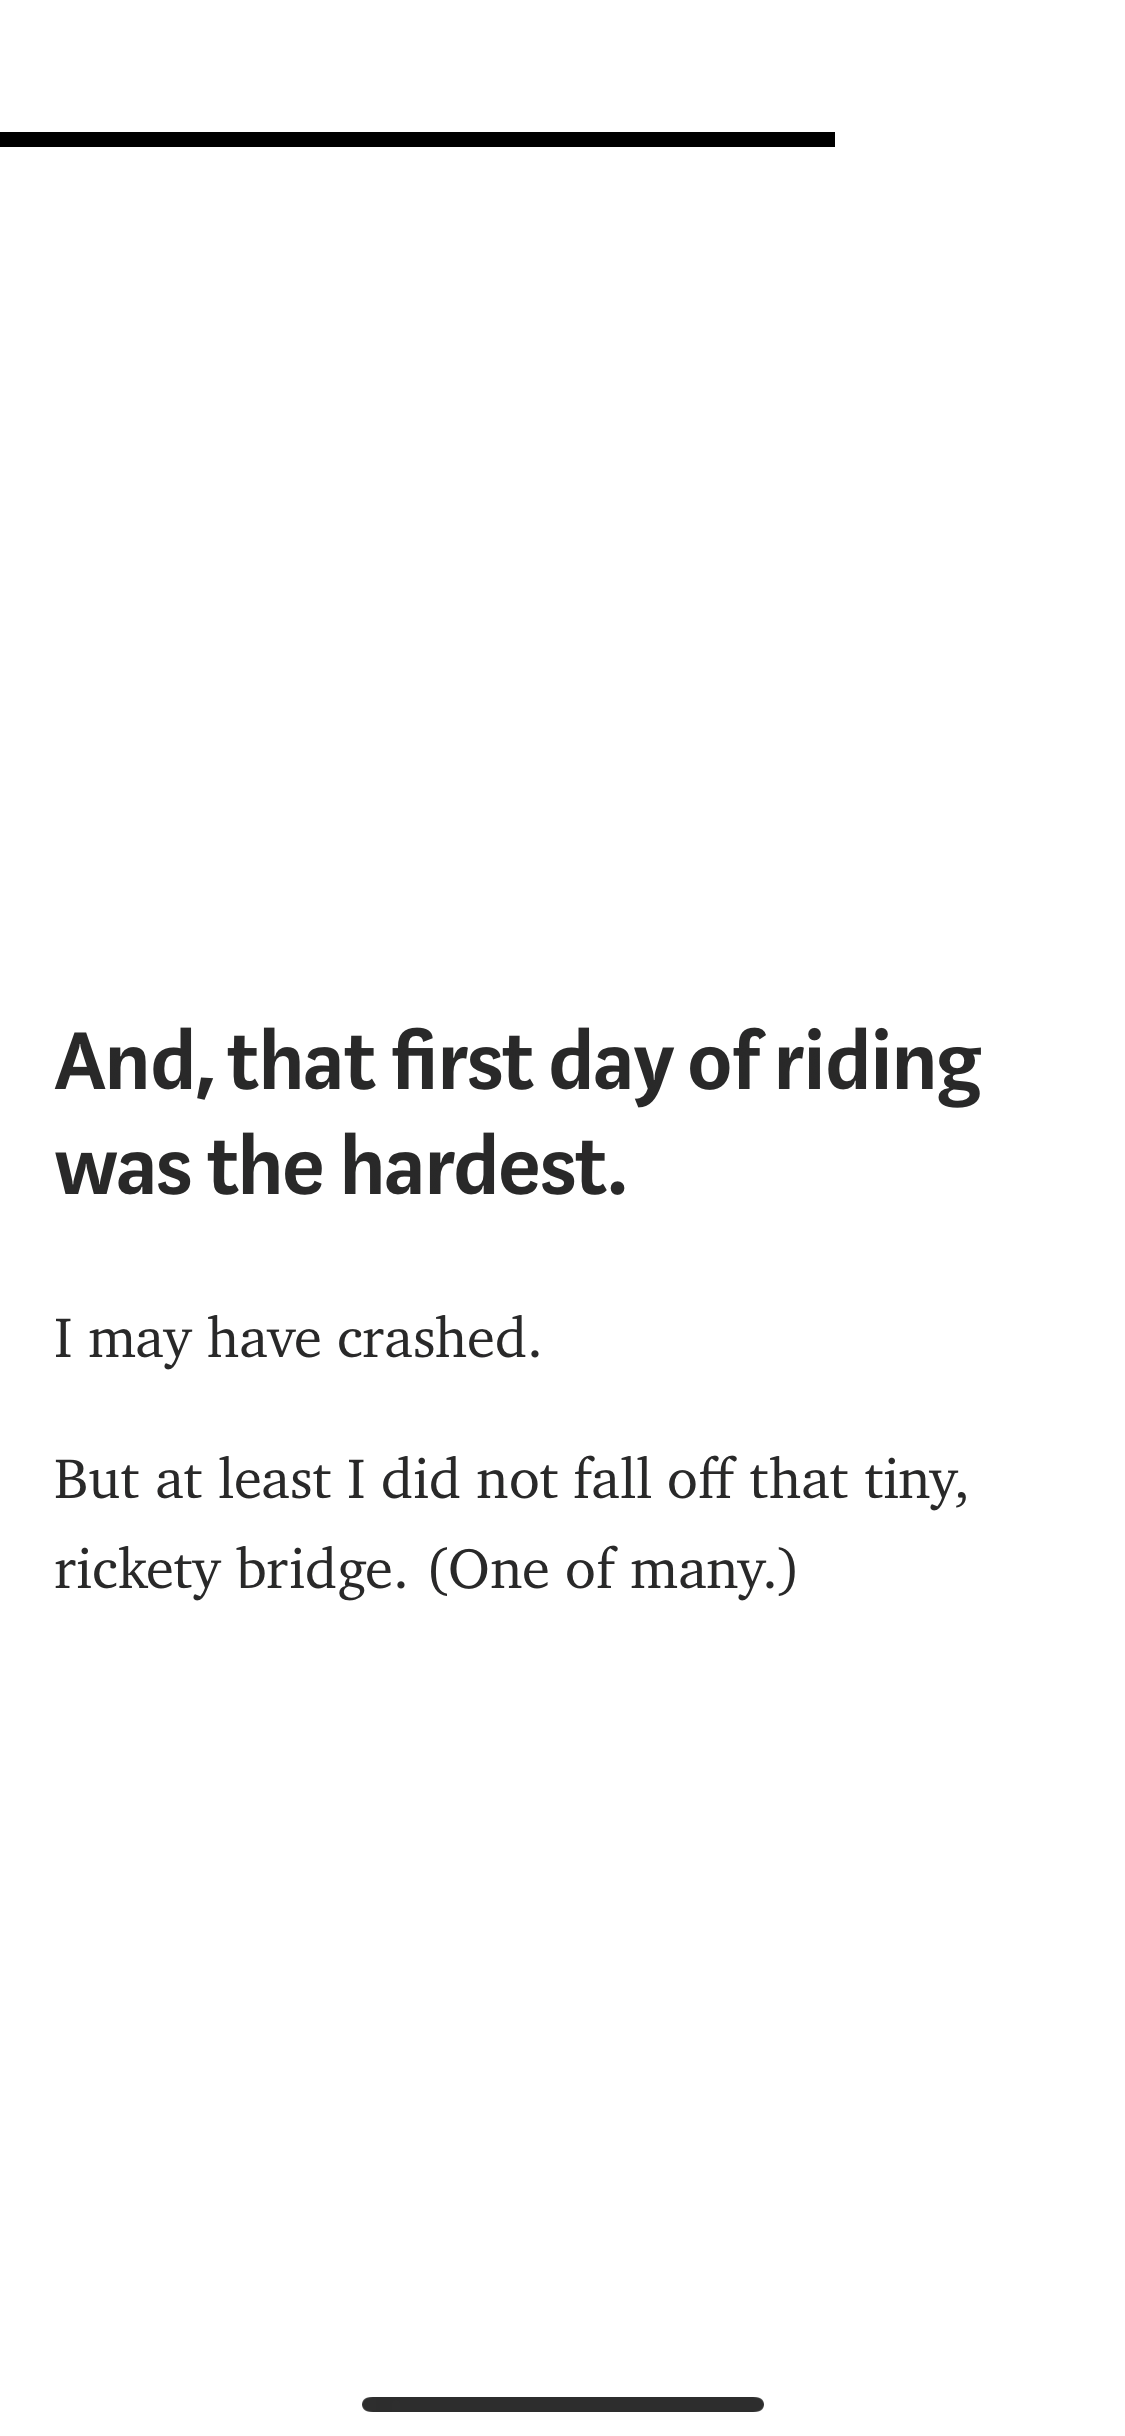 And, that first day of riding
was the hardest.
I may have crashed.
But at least I did not fall off that tiny,
rickety bridge. (One of many.)